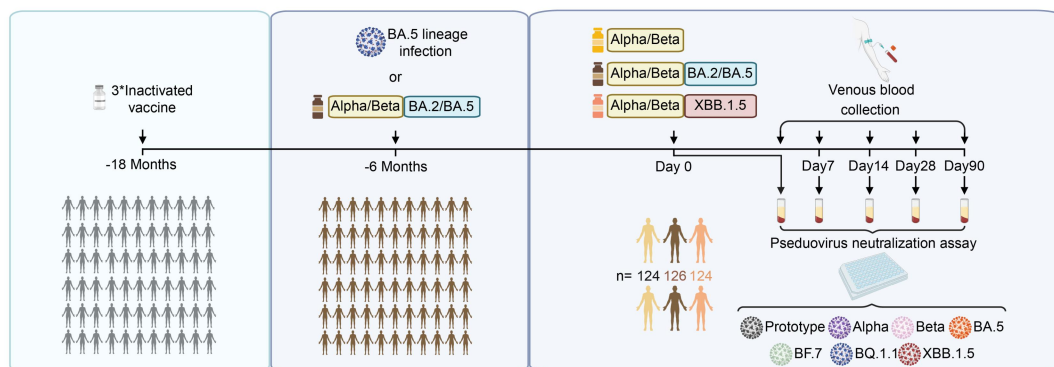 3*Inactivated
vaccine
-18 Months
BA.5 lineage
infection
or
Alpha/Beta BA.2/BA.5
-6 Months
Alpha/Beta
Alpha/Beta BA.2/BA.5
Alpha/Beta XBB.1.5
Day 0
n= 124 126 124
Venous blood
collection
Day7 Day14 Day28 Day90
Pseduovirus neutralization assay
Prototype Alpha Beta BA.5
BF.7 BQ.1.1 XBB.1.5